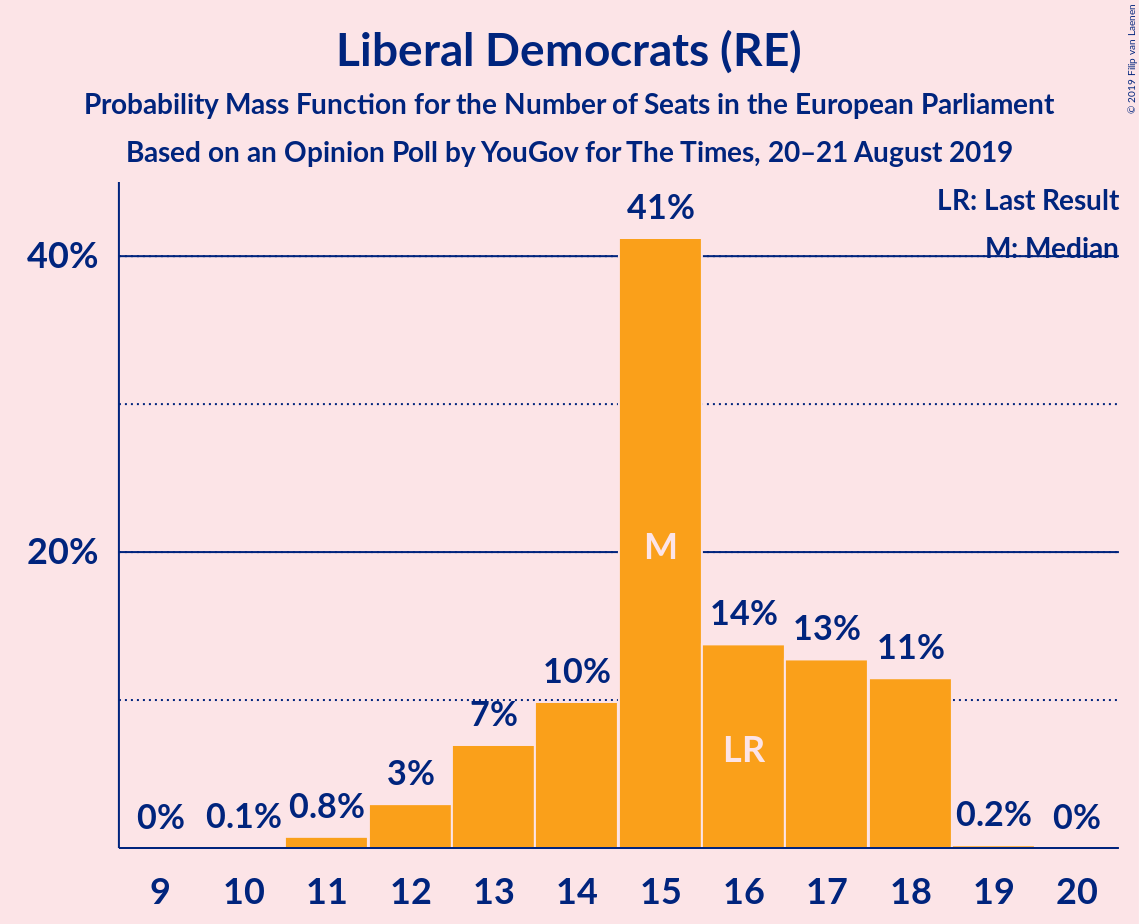 Liberal Democrats (RE)
Probability Mass Function for the Number of Seats in the European Parliament
Based on an Opinion Poll by YouGov for The Times, 20–21 August 2019
© 2019 Filip van Laenen
LR: Last Result
M: Median
40%
20%
0%
0.1%
0.8%
3%
7%
10%
41%
14%
13%
11%
0.2%
0%
M
LR
9 10 11 12 13 14 15 16 17 18 19 20